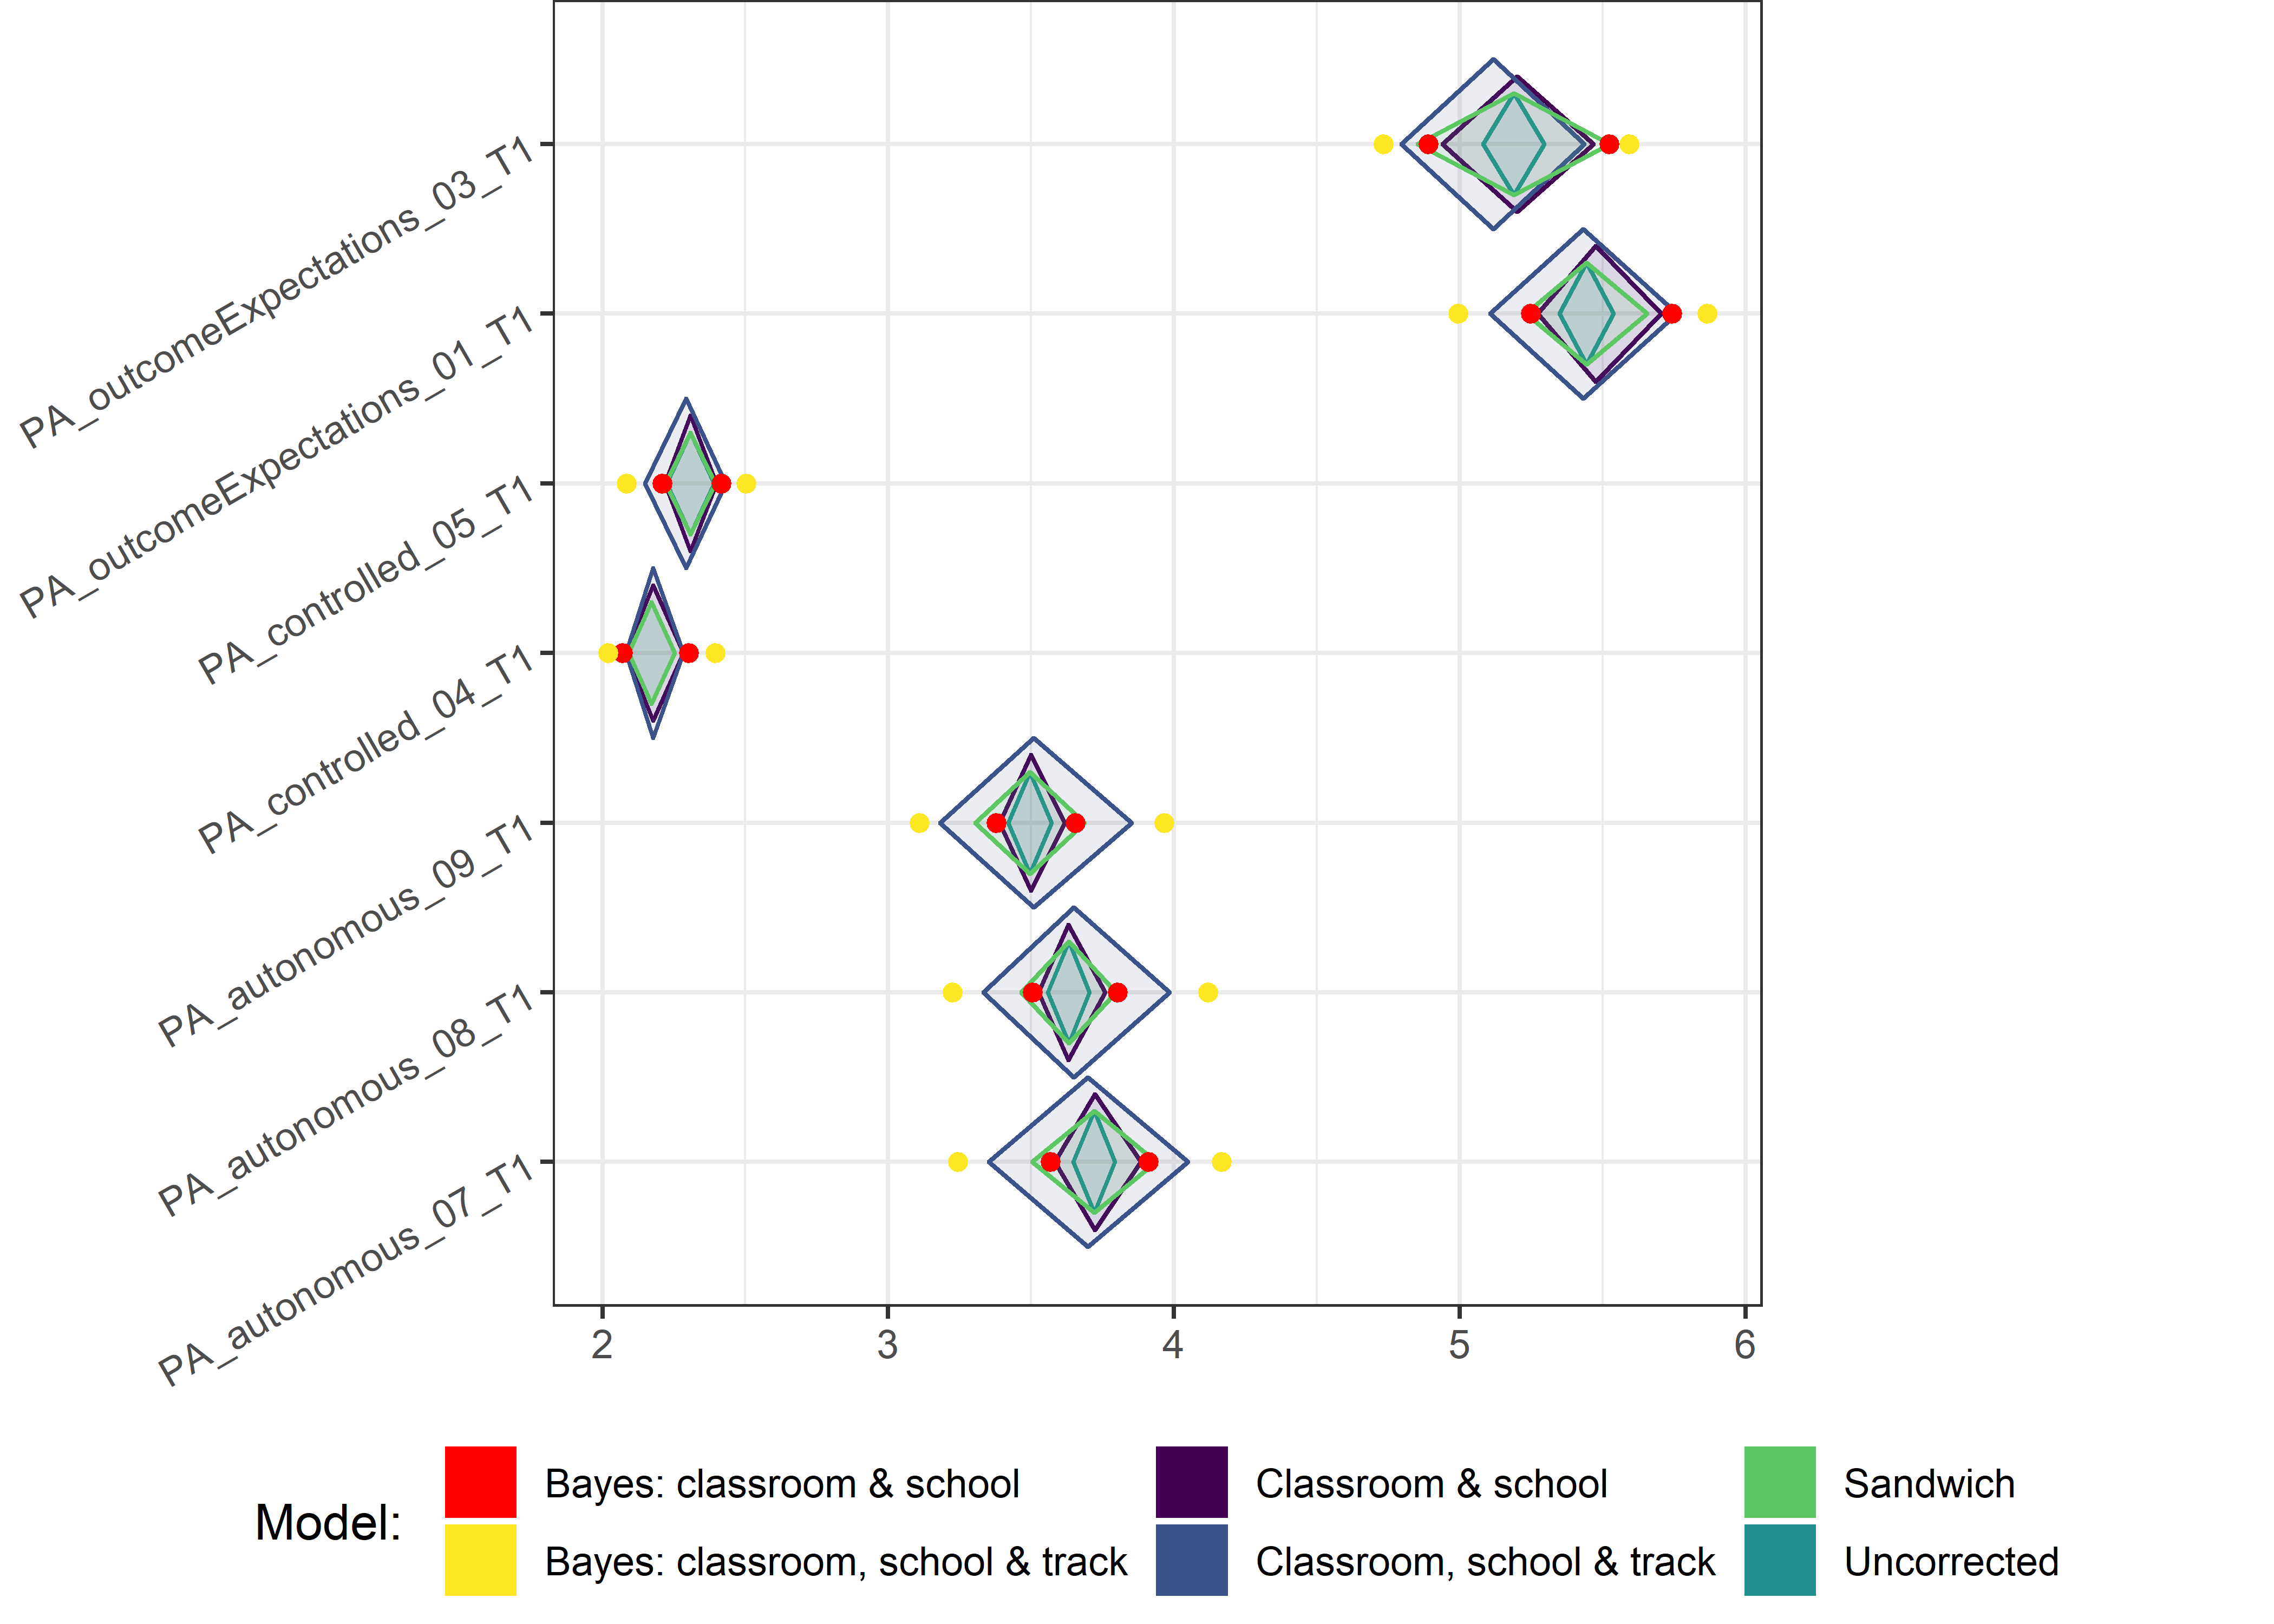 PA_outcomeExpectations_03_T1
PA_outcomeExpectations_01_T1
PA_controlled_05_T1
PA_controlled_04_T1
PA_autonomous_09_T1
PA_autonomous_08_T1
PA_autonomous_07_T1
2 3 4 5 6
Model:
Bayes: classroom & school
Classroom & school
Sandwich
Bayes: classroom, school & track
Classroom, school & track
Uncorrected